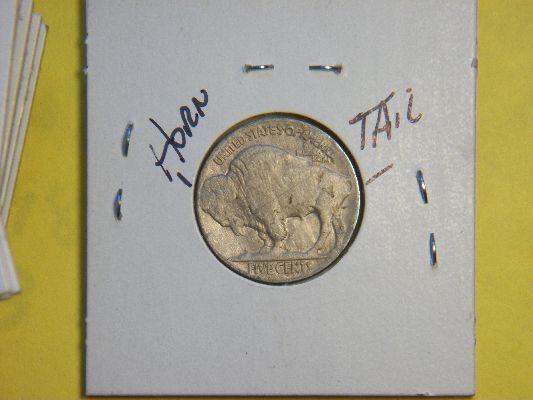 HORN
TAIL
UNITED STATES OF AMERICA
FIVE CENTS